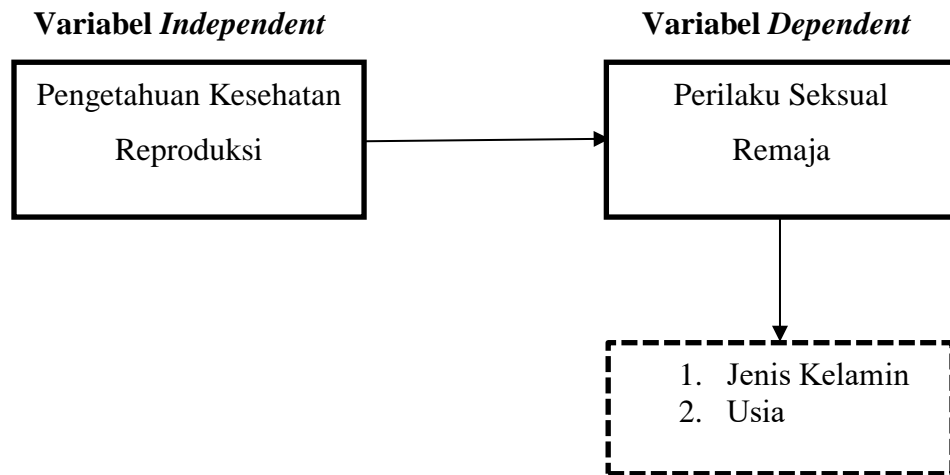 Variabel Independent
Variabel Dependent
Pengetahuan Kesehatan
Reproduksi
Perilaku Seksual
Remaja
1. Jenis Kelamin
2. Usia